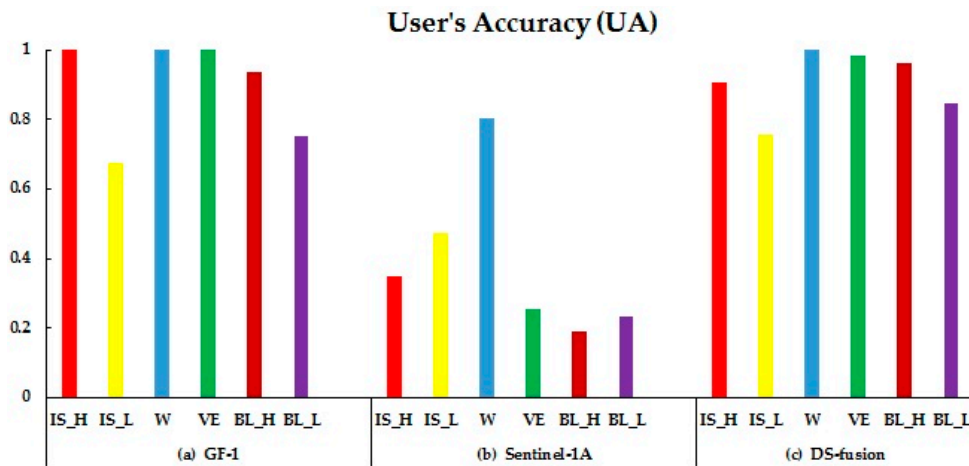 User's Accuracy (UA)
1
0.8
0.6
0.4
0.2
0
IS_H IS_L W VE BL_H BL_L IS_H IS_L W VE BL_H BL_L IS_H IS_L W VE BL_H BL_L
(a) GF-1 (b) Sentinel-1A (c) DS-fusion